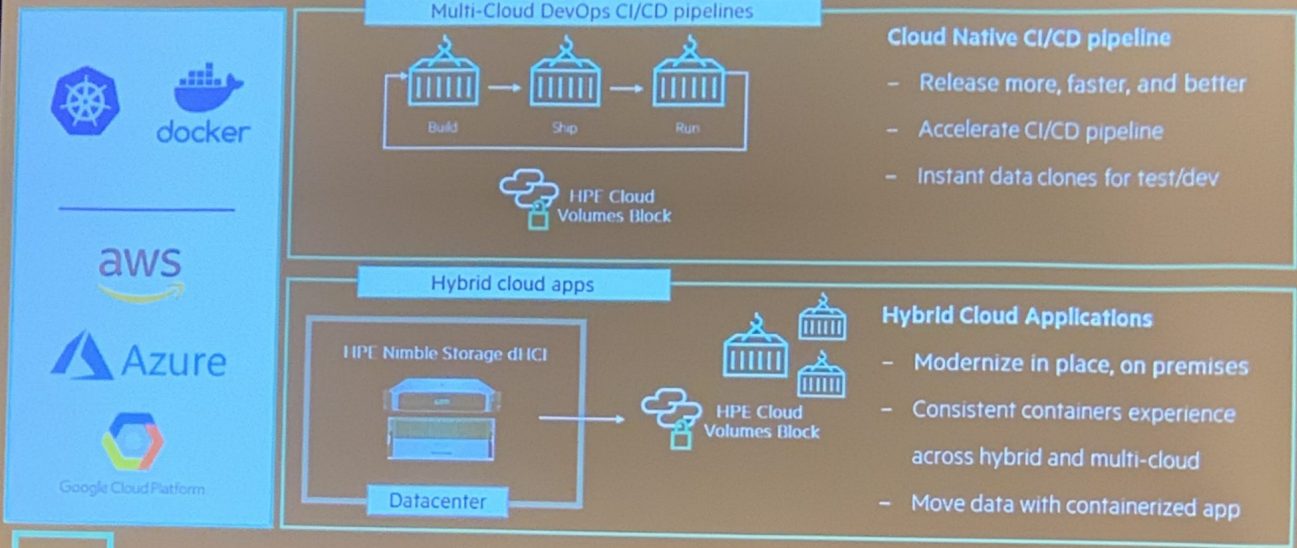 docker
aws
Azure
Google Cloud Platform
Multi-Cloud DevOps CI/CD pipelines
Build
Ship
Run
HPE Cloud
Volumes Block
Cloud Native CI/CD pipeline
– Release more, faster, and better
– Accelerate CI/CD pipeline
– Instant data clones for test/dev
Hybrid cloud apps
HPE Nimble Storage dHCI
Datacenter
HPE Cloud
Volumes Block
Hybrid Cloud Applications
– Modernize in place, on premises
– Consistent containers experience
across hybrid and multi-cloud
– Move data with containerized app